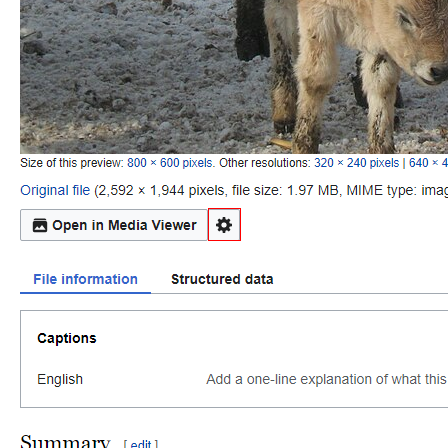 Size of this preview: 800 × 600 pixels. Other resolutions: 320 × 240 pixels | 640 × 4
Original file (2,592 × 1,944 pixels, file size: 1.97 MB, MIME type: imag
Open in Media Viewer
File information Structured data
Captions
English Add a one-line explanation of what this
Summary [ edit ]